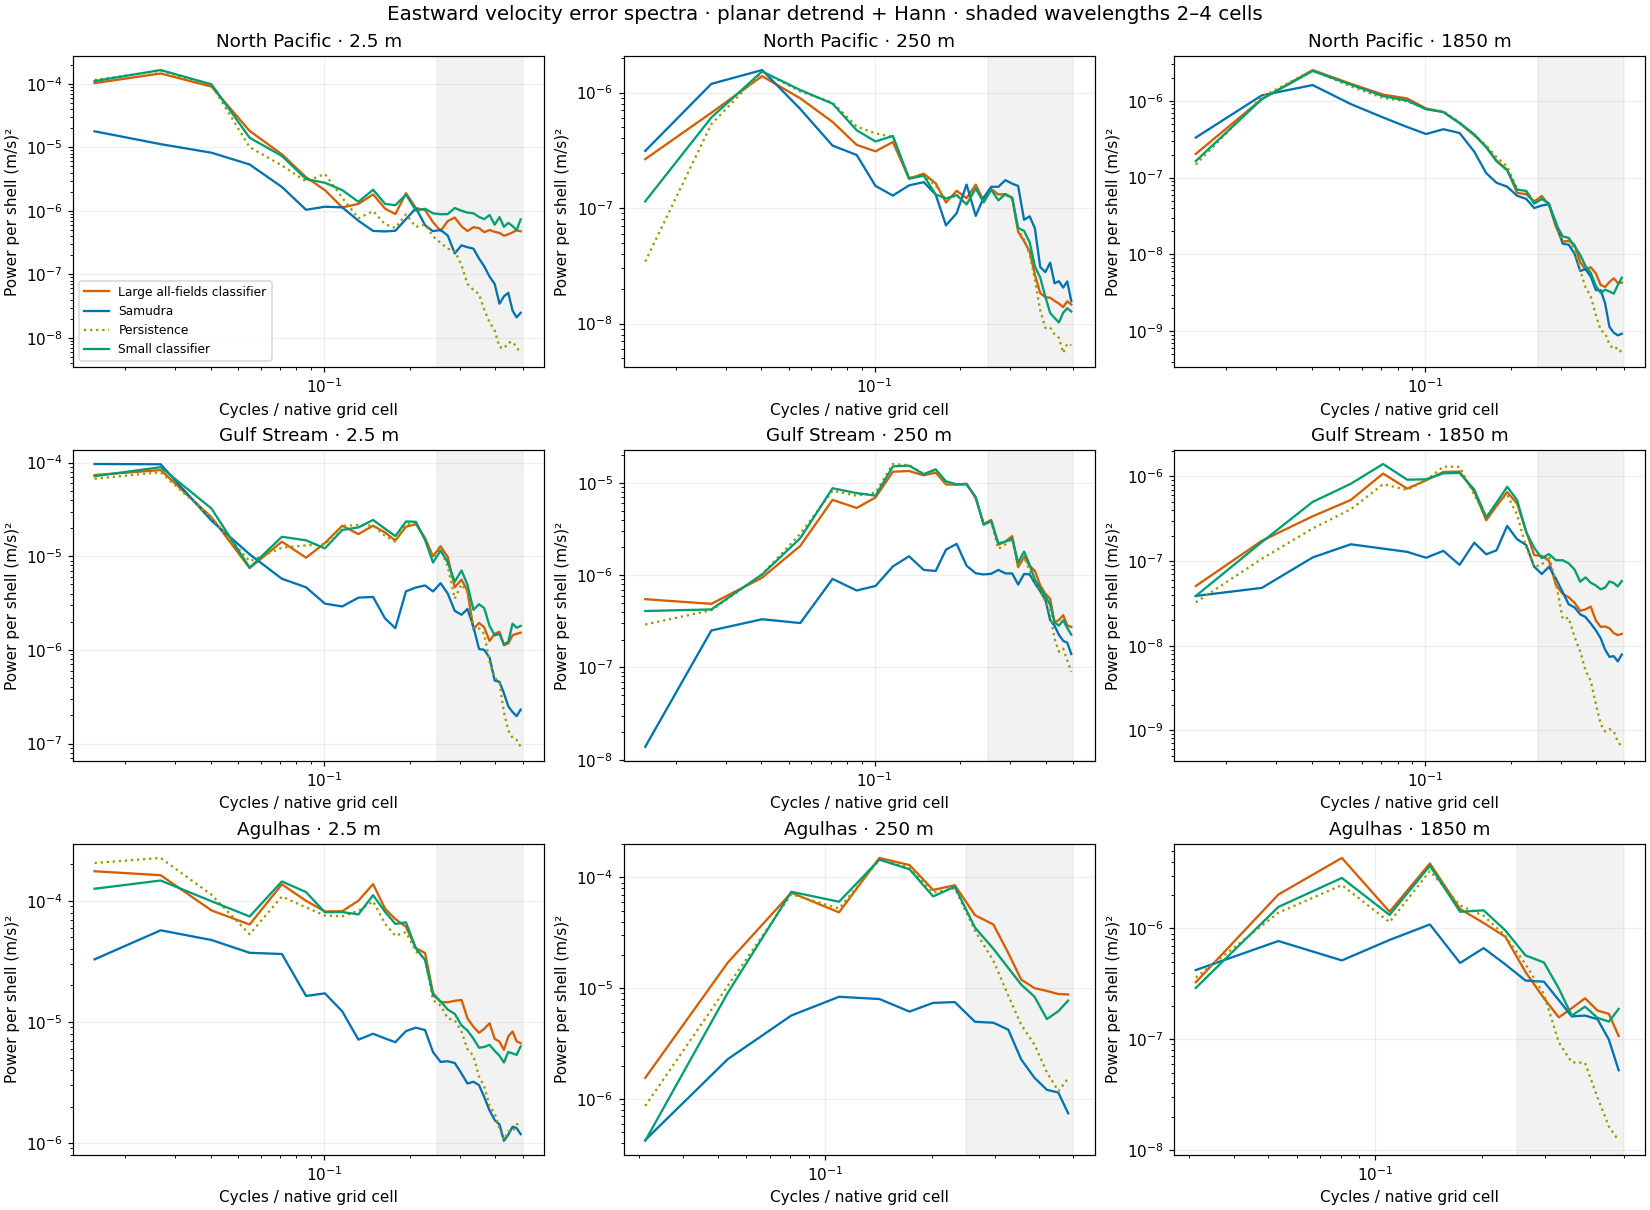 Eastward velocity error spectra · planar detrend + Hann · shaded wavelengths 2–4 cells
North Pacific · 2.5 m
Power per shell (m/s)²
10⁻⁴
10⁻⁵
10⁻⁶
10⁻⁷
10⁻⁸
Large all-fields classifier
Samudra
Persistence
Small classifier
10⁻¹
Cycles / native grid cell
North Pacific · 250 m
Power per shell (m/s)²
10⁻⁶
10⁻⁷
10⁻⁸
10⁻¹
Cycles / native grid cell
North Pacific · 1850 m
Power per shell (m/s)²
10⁻⁶
10⁻⁷
10⁻⁸
10⁻⁹
10⁻¹
Cycles / native grid cell
Gulf Stream · 2.5 m
Power per shell (m/s)²
10⁻⁴
10⁻⁵
10⁻⁶
10⁻⁷
10⁻¹
Cycles / native grid cell
Gulf Stream · 250 m
Power per shell (m/s)²
10⁻⁵
10⁻⁶
10⁻⁷
10⁻⁸
10⁻¹
Cycles / native grid cell
Gulf Stream · 1850 m
Power per shell (m/s)²
10⁻⁶
10⁻⁷
10⁻⁸
10⁻⁹
10⁻¹
Cycles / native grid cell
Agulhas · 2.5 m
Power per shell (m/s)²
10⁻⁴
10⁻⁵
10⁻⁶
10⁻¹
Cycles / native grid cell
Agulhas · 250 m
Power per shell (m/s)²
10⁻⁴
10⁻⁵
10⁻⁶
10⁻¹
Cycles / native grid cell
Agulhas · 1850 m
Power per shell (m/s)²
10⁻⁶
10⁻⁷
10⁻⁸
10⁻¹
Cycles / native grid cell